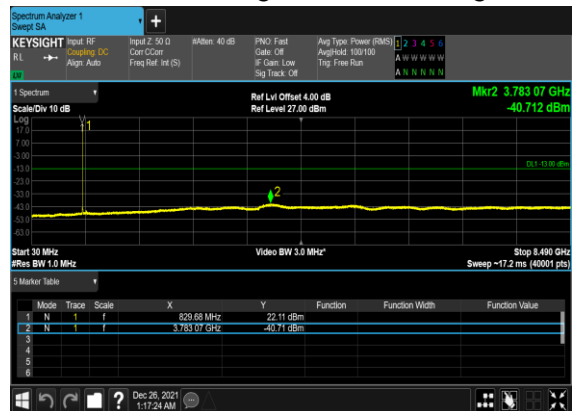 Spectrum Analyzer 1
Swept SA
KEYSIGHT Input: RF Input Z: 50 Ω #Atten: 40 dB PNO: Fast Avg Type: Power (RMS) 1 2 3 4 5 6
RL Coupling: DC Corr CCorr Gate: Off Avg|Hold: 100/100 A W W W W W
Align: Auto Freq Ref: Int (S) IF Gain: Low Trig: Free Run
LW Sig Track: Off A N N N N N
1 Spectrum Ref Lvl Offset 4.00 dB Mkr2 3.783 07 GHz
Scale/Div 10 dB Ref Level 27.00 dBm -40.712 dBm
Log
17.0 1
7.00
-3.00
-13.0 DL1 -13.00 dBm
-23.0
-33.0 2
-43.0
-53.0
-63.0
Start 30 MHz Video BW 3.0 MHz* Stop 8.490 GHz
#Res BW 1.0 MHz Sweep ~17.2 ms (40001 pts)
5 Marker Table
Mode Trace Scale X Y Function Function Width Function Value
1 N 1 f 829.68 MHz 22.11 dBm
2 N 1 f 3.783 07 GHz -40.71 dBm
3
4
5
6
? Dec 26, 2021
1:17:24 AM